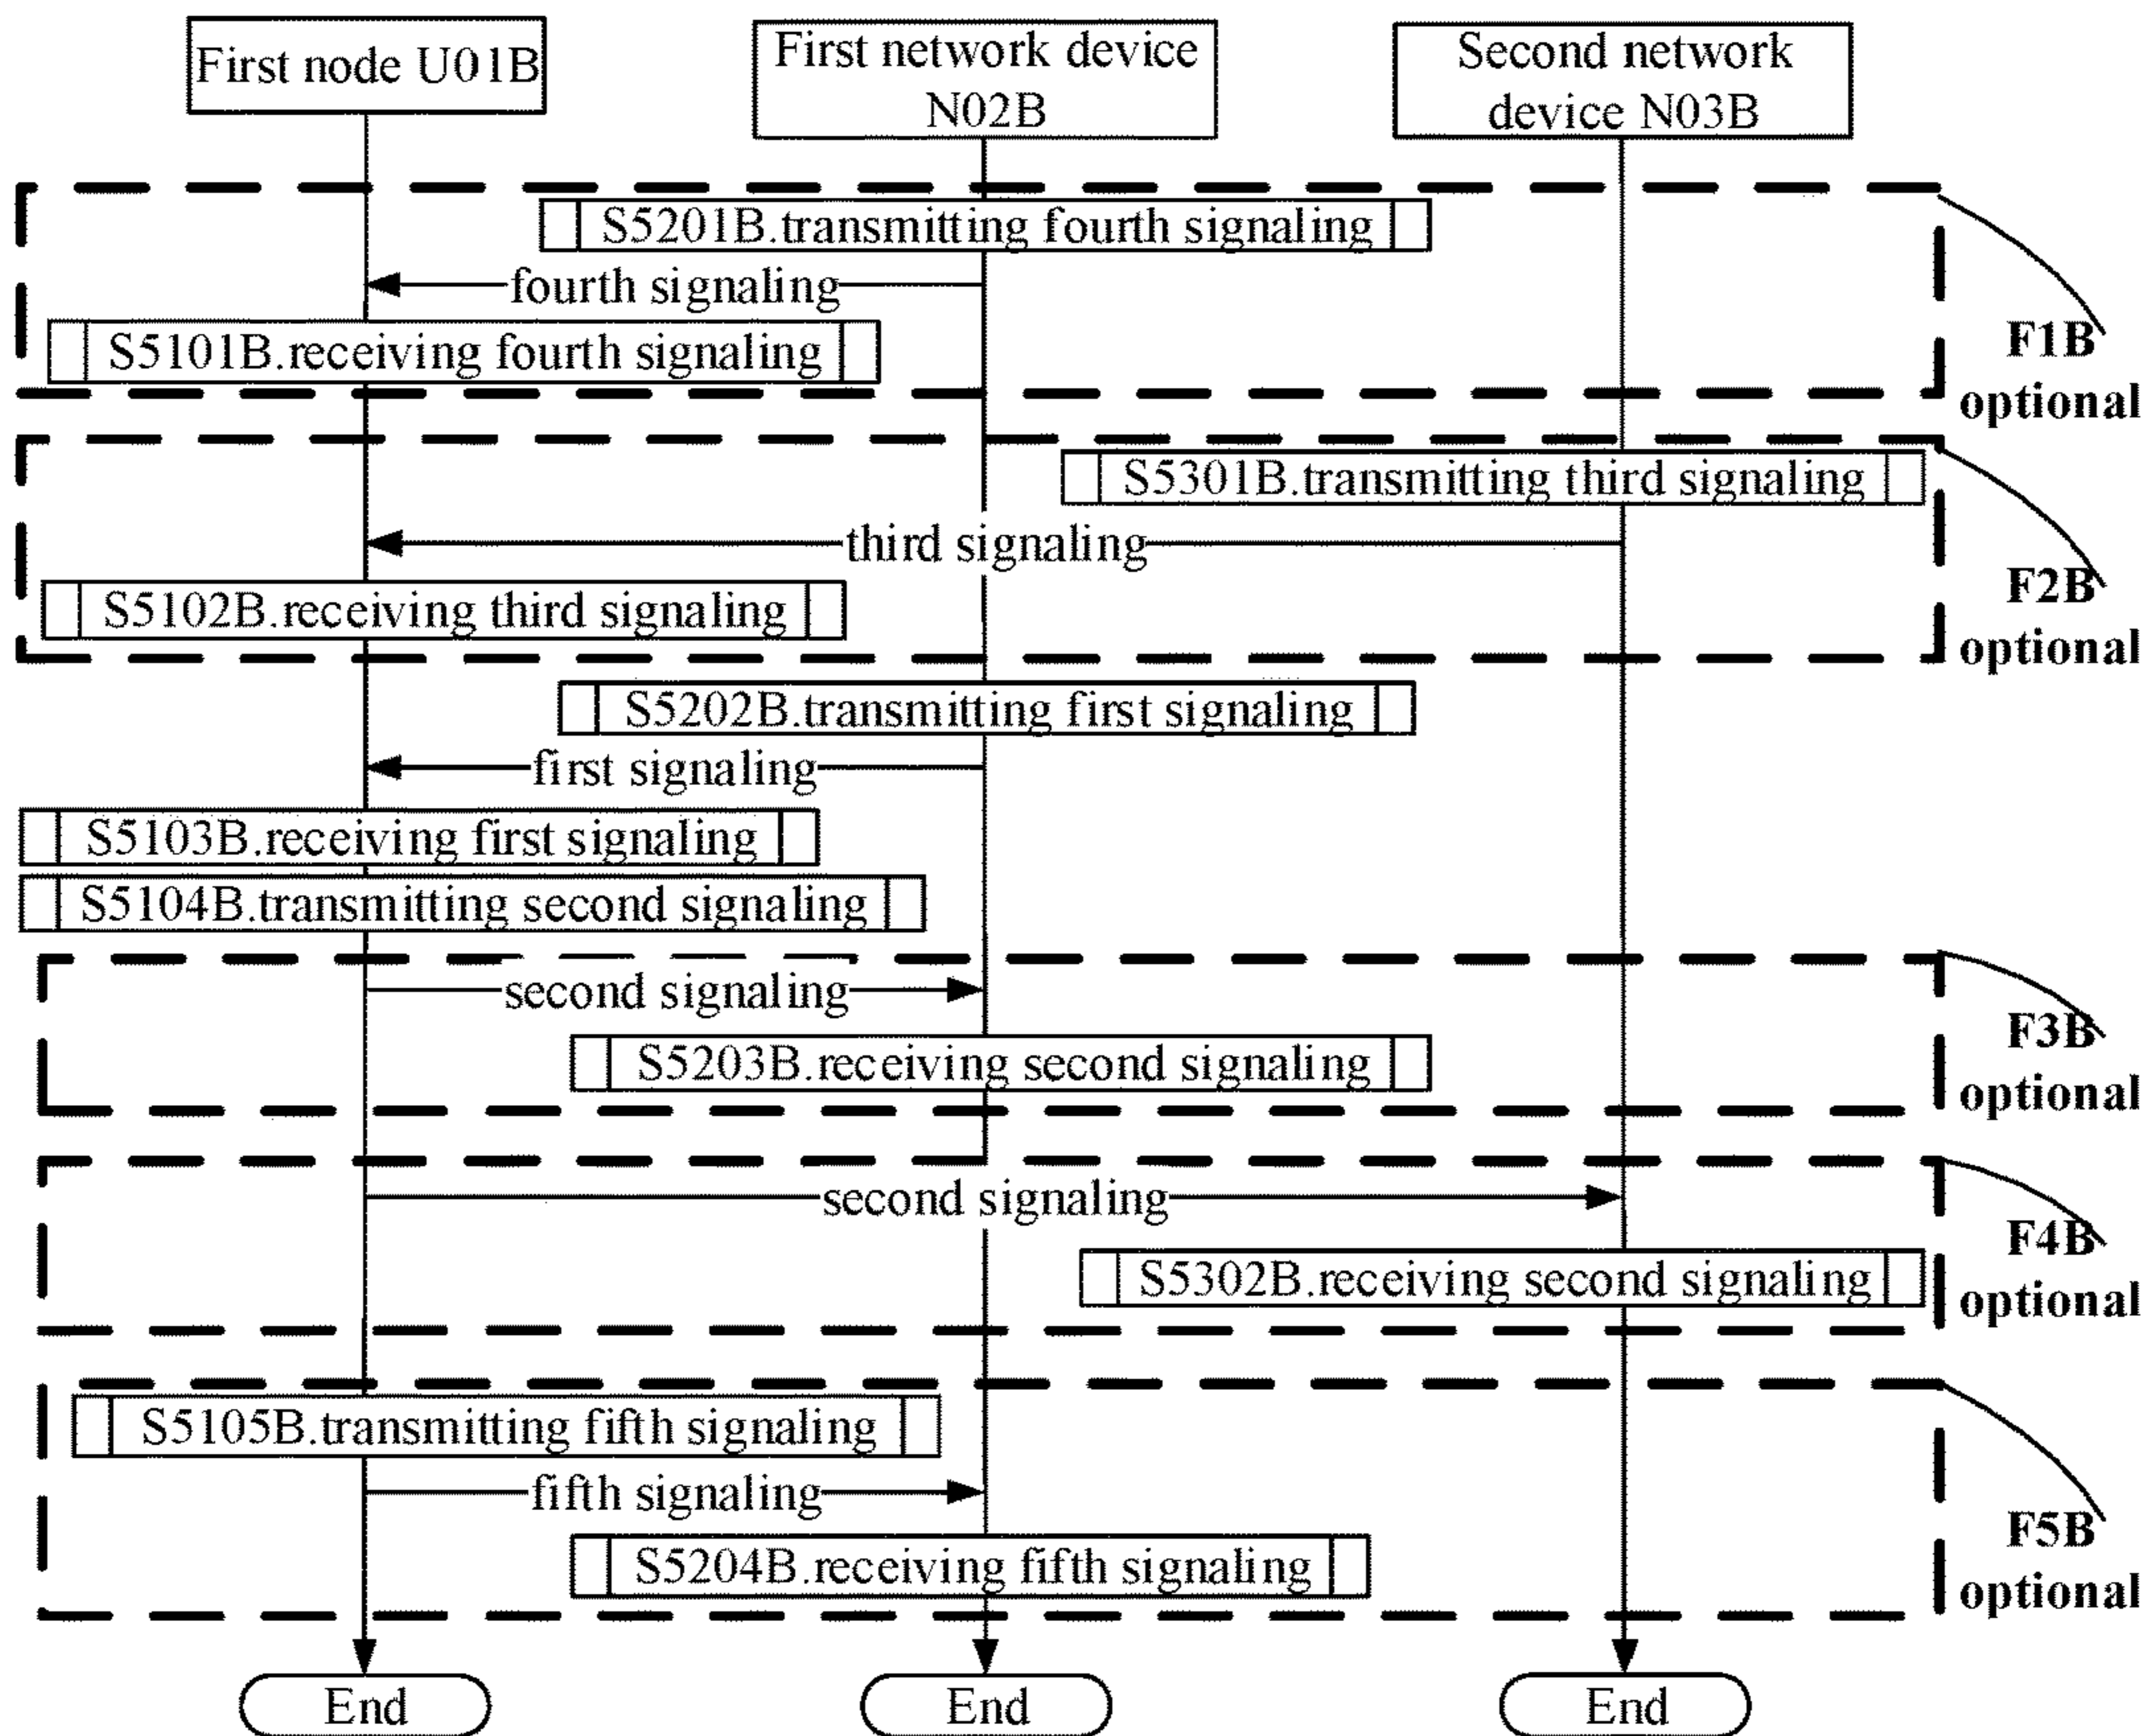 First node U01B
First network device
N02B
Second network
device N03B
S5201B.transmitting fourth signaling
fourth signaling
S5101B.receiving fourth signaling
F1B
optional
S5301B.transmitting third signaling
third signaling
S5102B.receiving third signaling
F2B
optional
S5202B.transmitting first signaling
first signaling
S5103B.receiving first signaling
S5104B.transmitting second signaling
second signaling
S5203B.receiving second signaling
F3B
optional
second signaling
S5302B.receiving second signaling
F4B
optional
S5105B.transmitting fifth signaling
fifth signaling
S5204B.receiving fifth signaling
F5B
optional
End
End
End